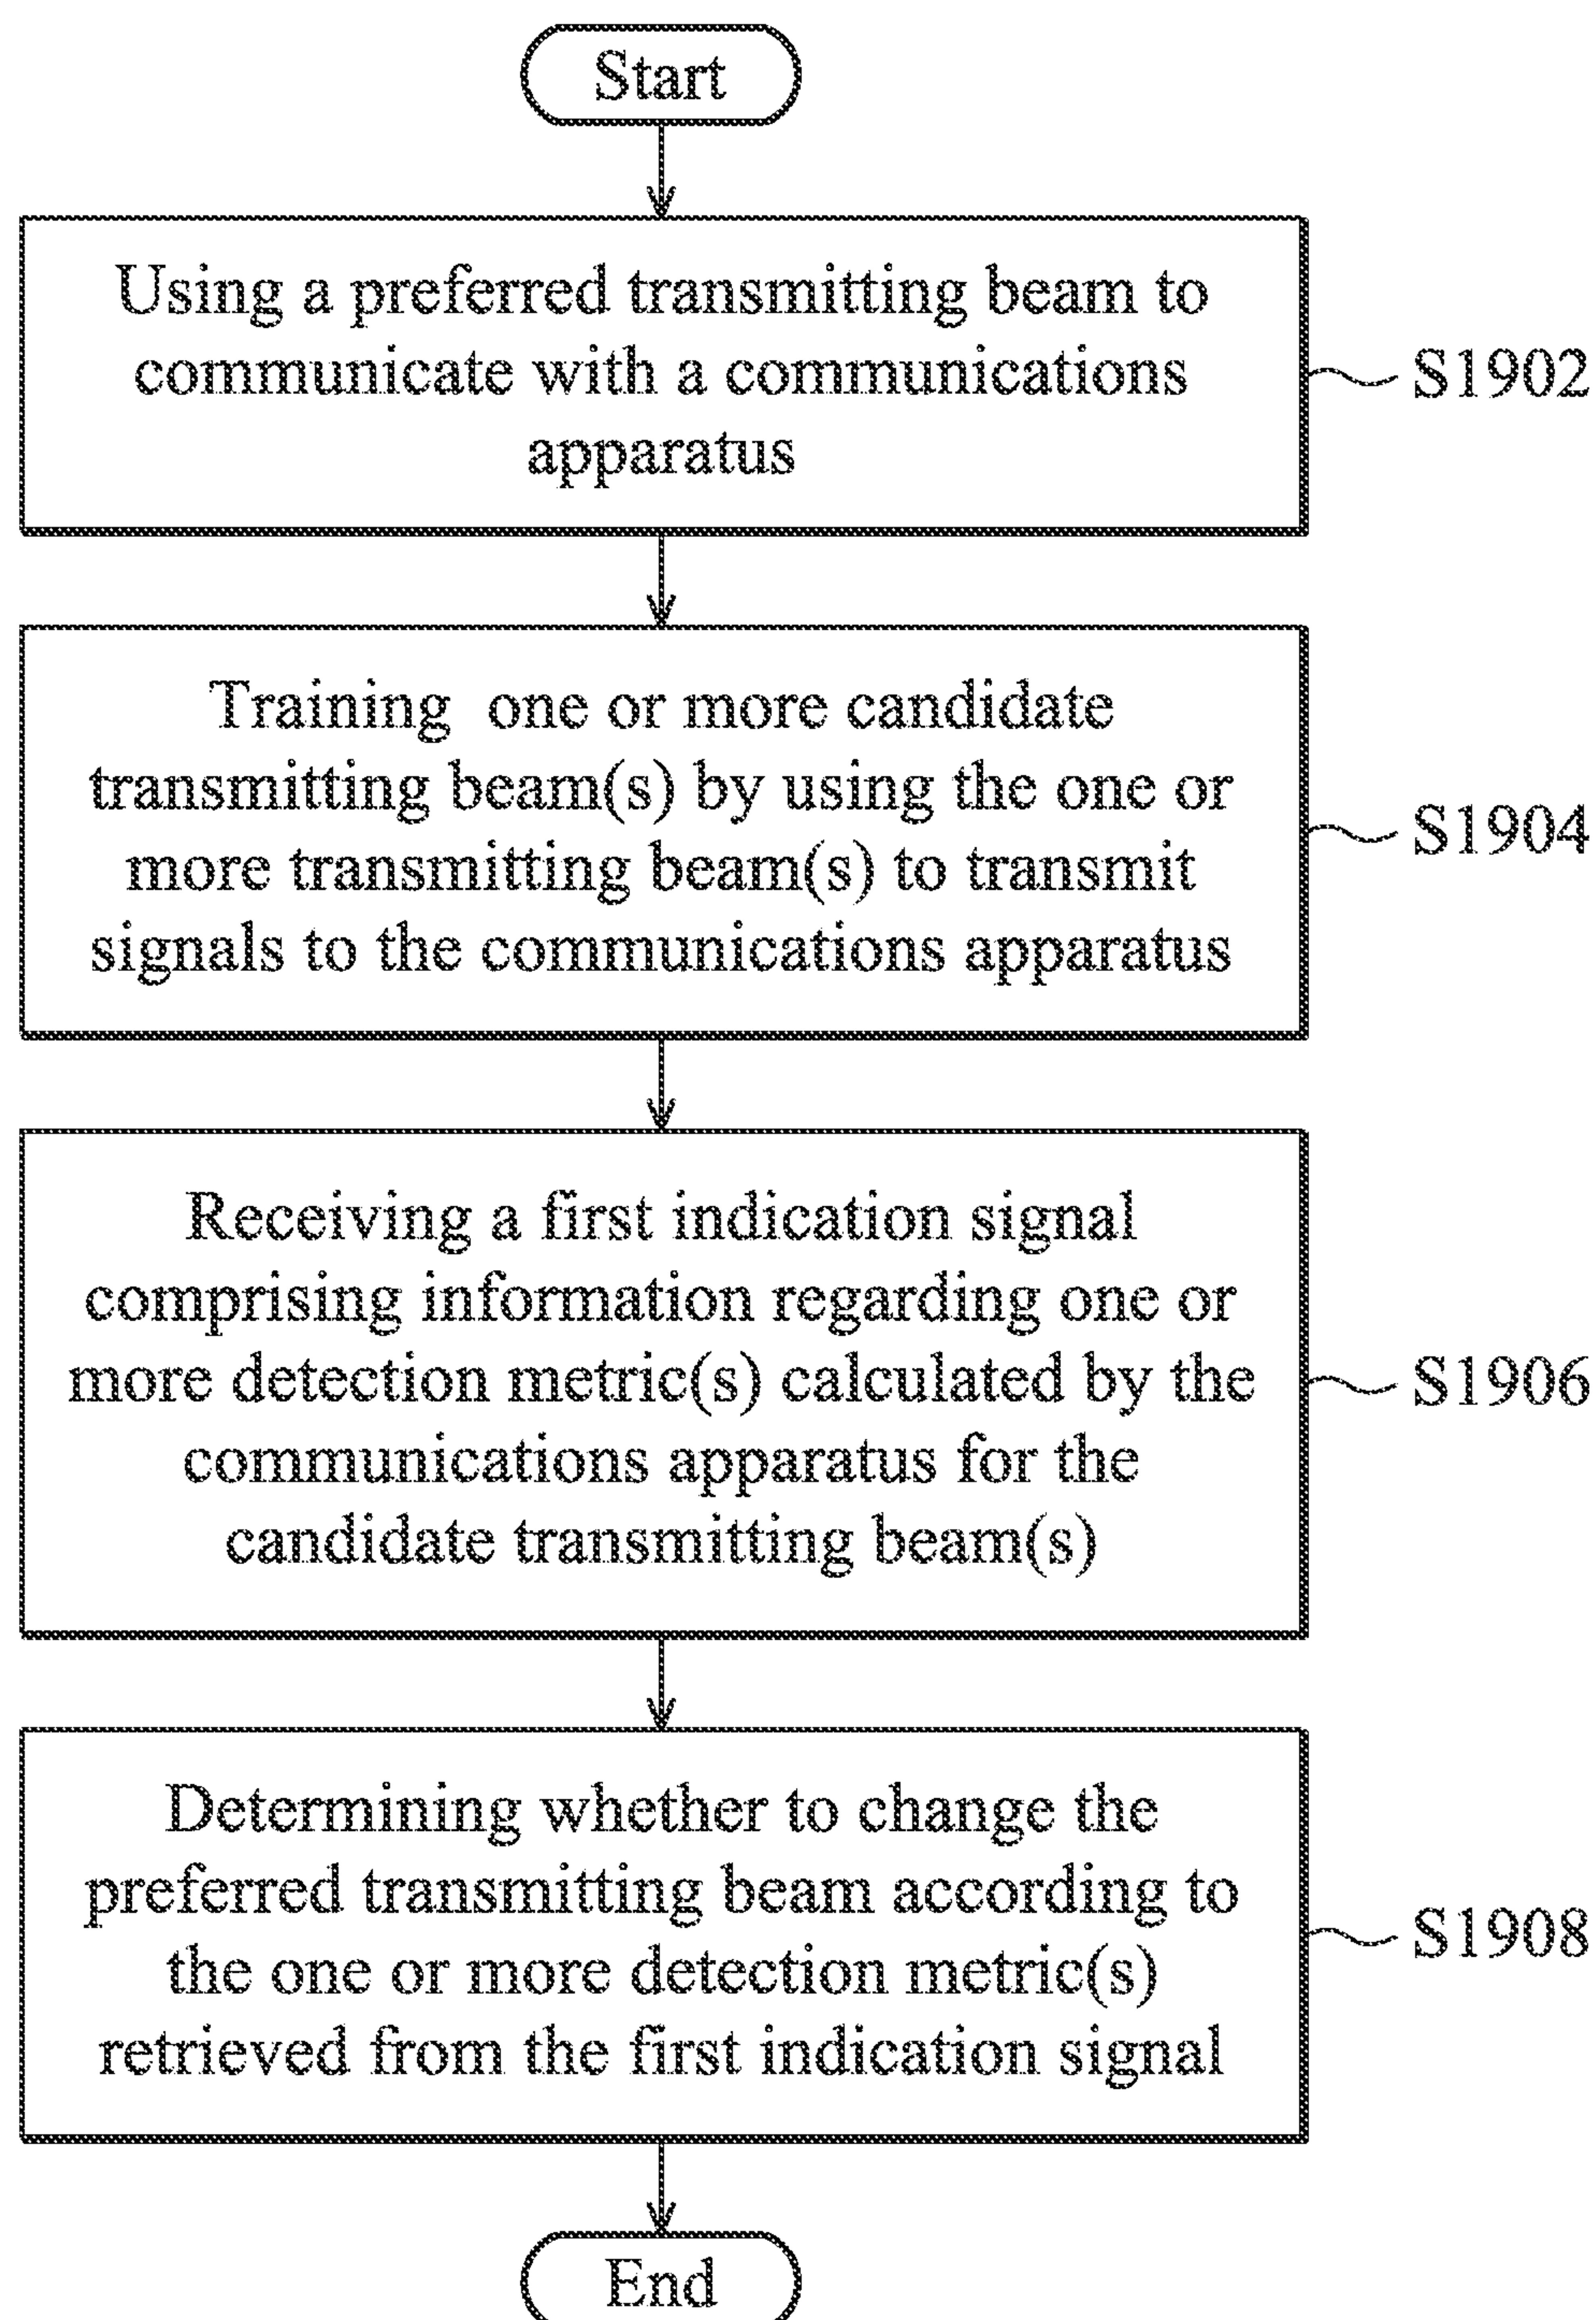 Start
Using a preferred transmitting beam to
communicate with a communications
apparatus
S1902
Training one or more candidate
transmitting beam(s) by using the one or
more transmitting beam(s) to transmit
signals to the communications apparatus
S1904
Receiving a first indication signal
comprising information regarding one or
more detection metric(s) calculated by the
communications apparatus for the
candidate transmitting beam(s)
S1906
Determining whether to change the
preferred transmitting beam according to
the one or more detection metric(s)
retrieved from the first indication signal
S1908
End